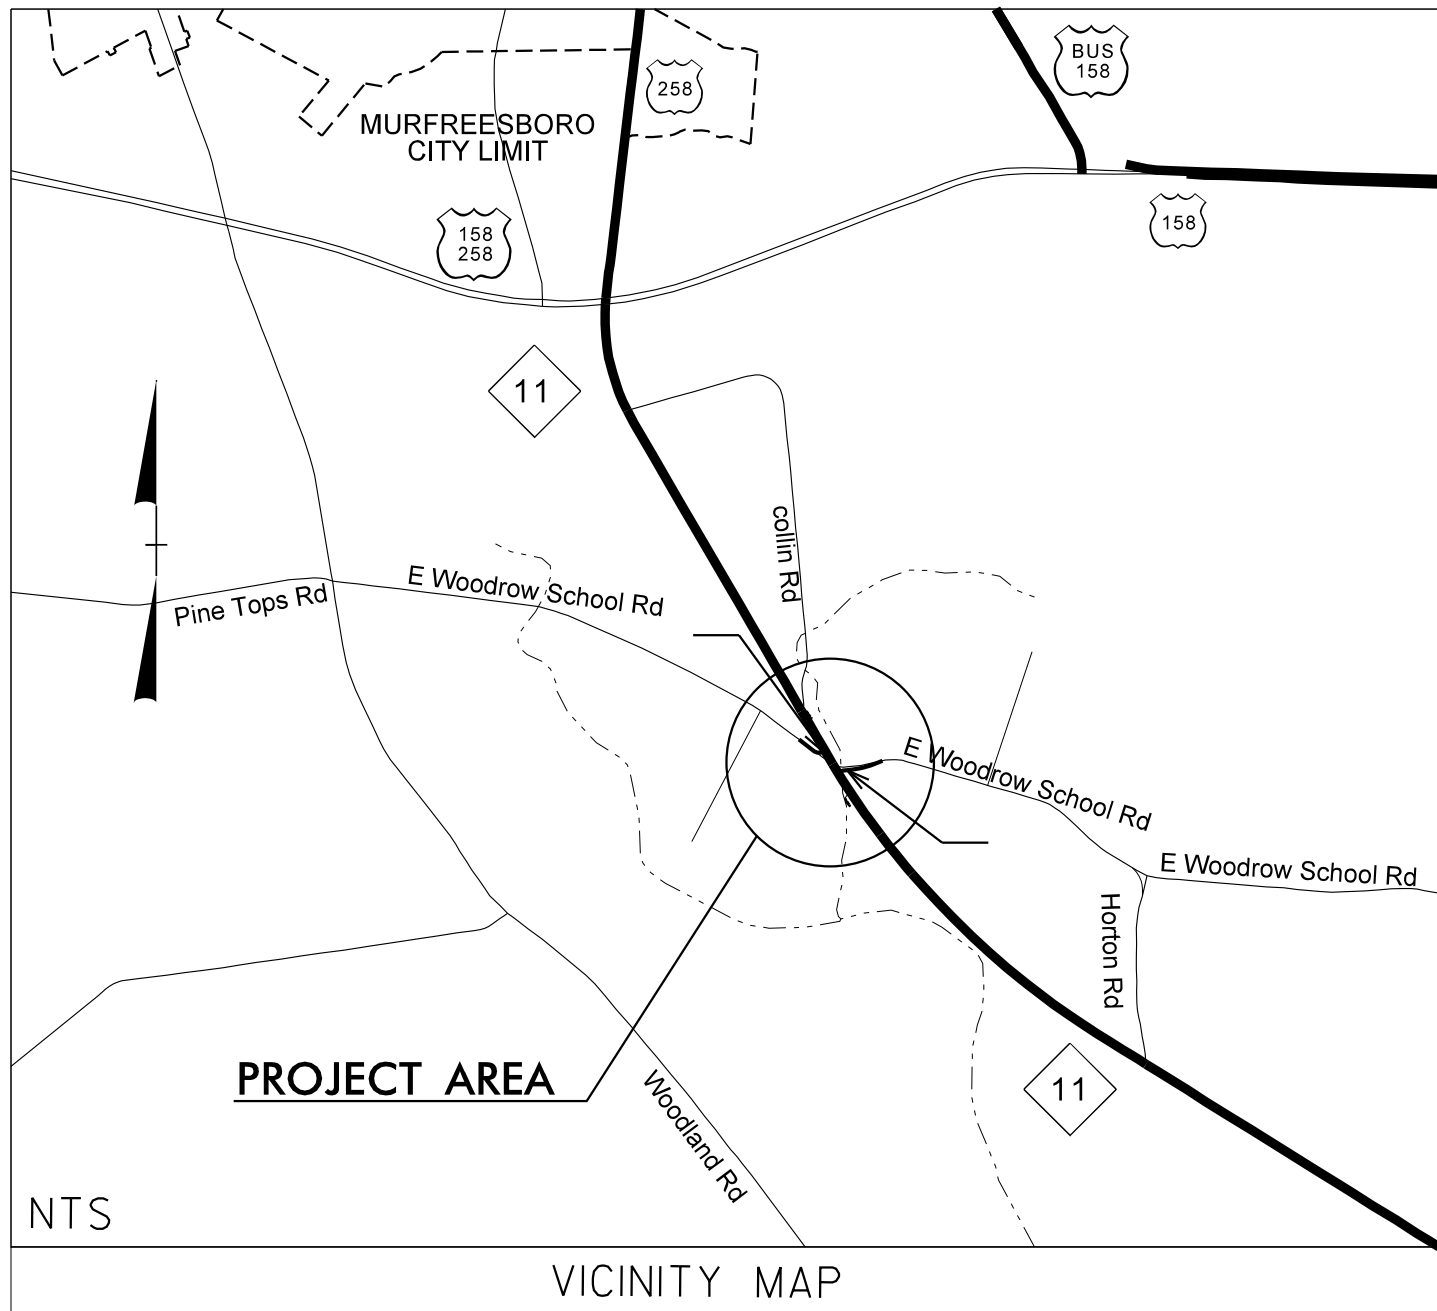 BUS
158
258
MURFREESBORO
CITY LIMIT
158
158
258
11
collin Rd
E Woodrow School Rd
Pine Tops Rd
E Woodrow School Rd
E Woodrow School Rd
Horton Rd
PROJECT AREA
11
Woodland Rd
NTS
VICINITY MAP